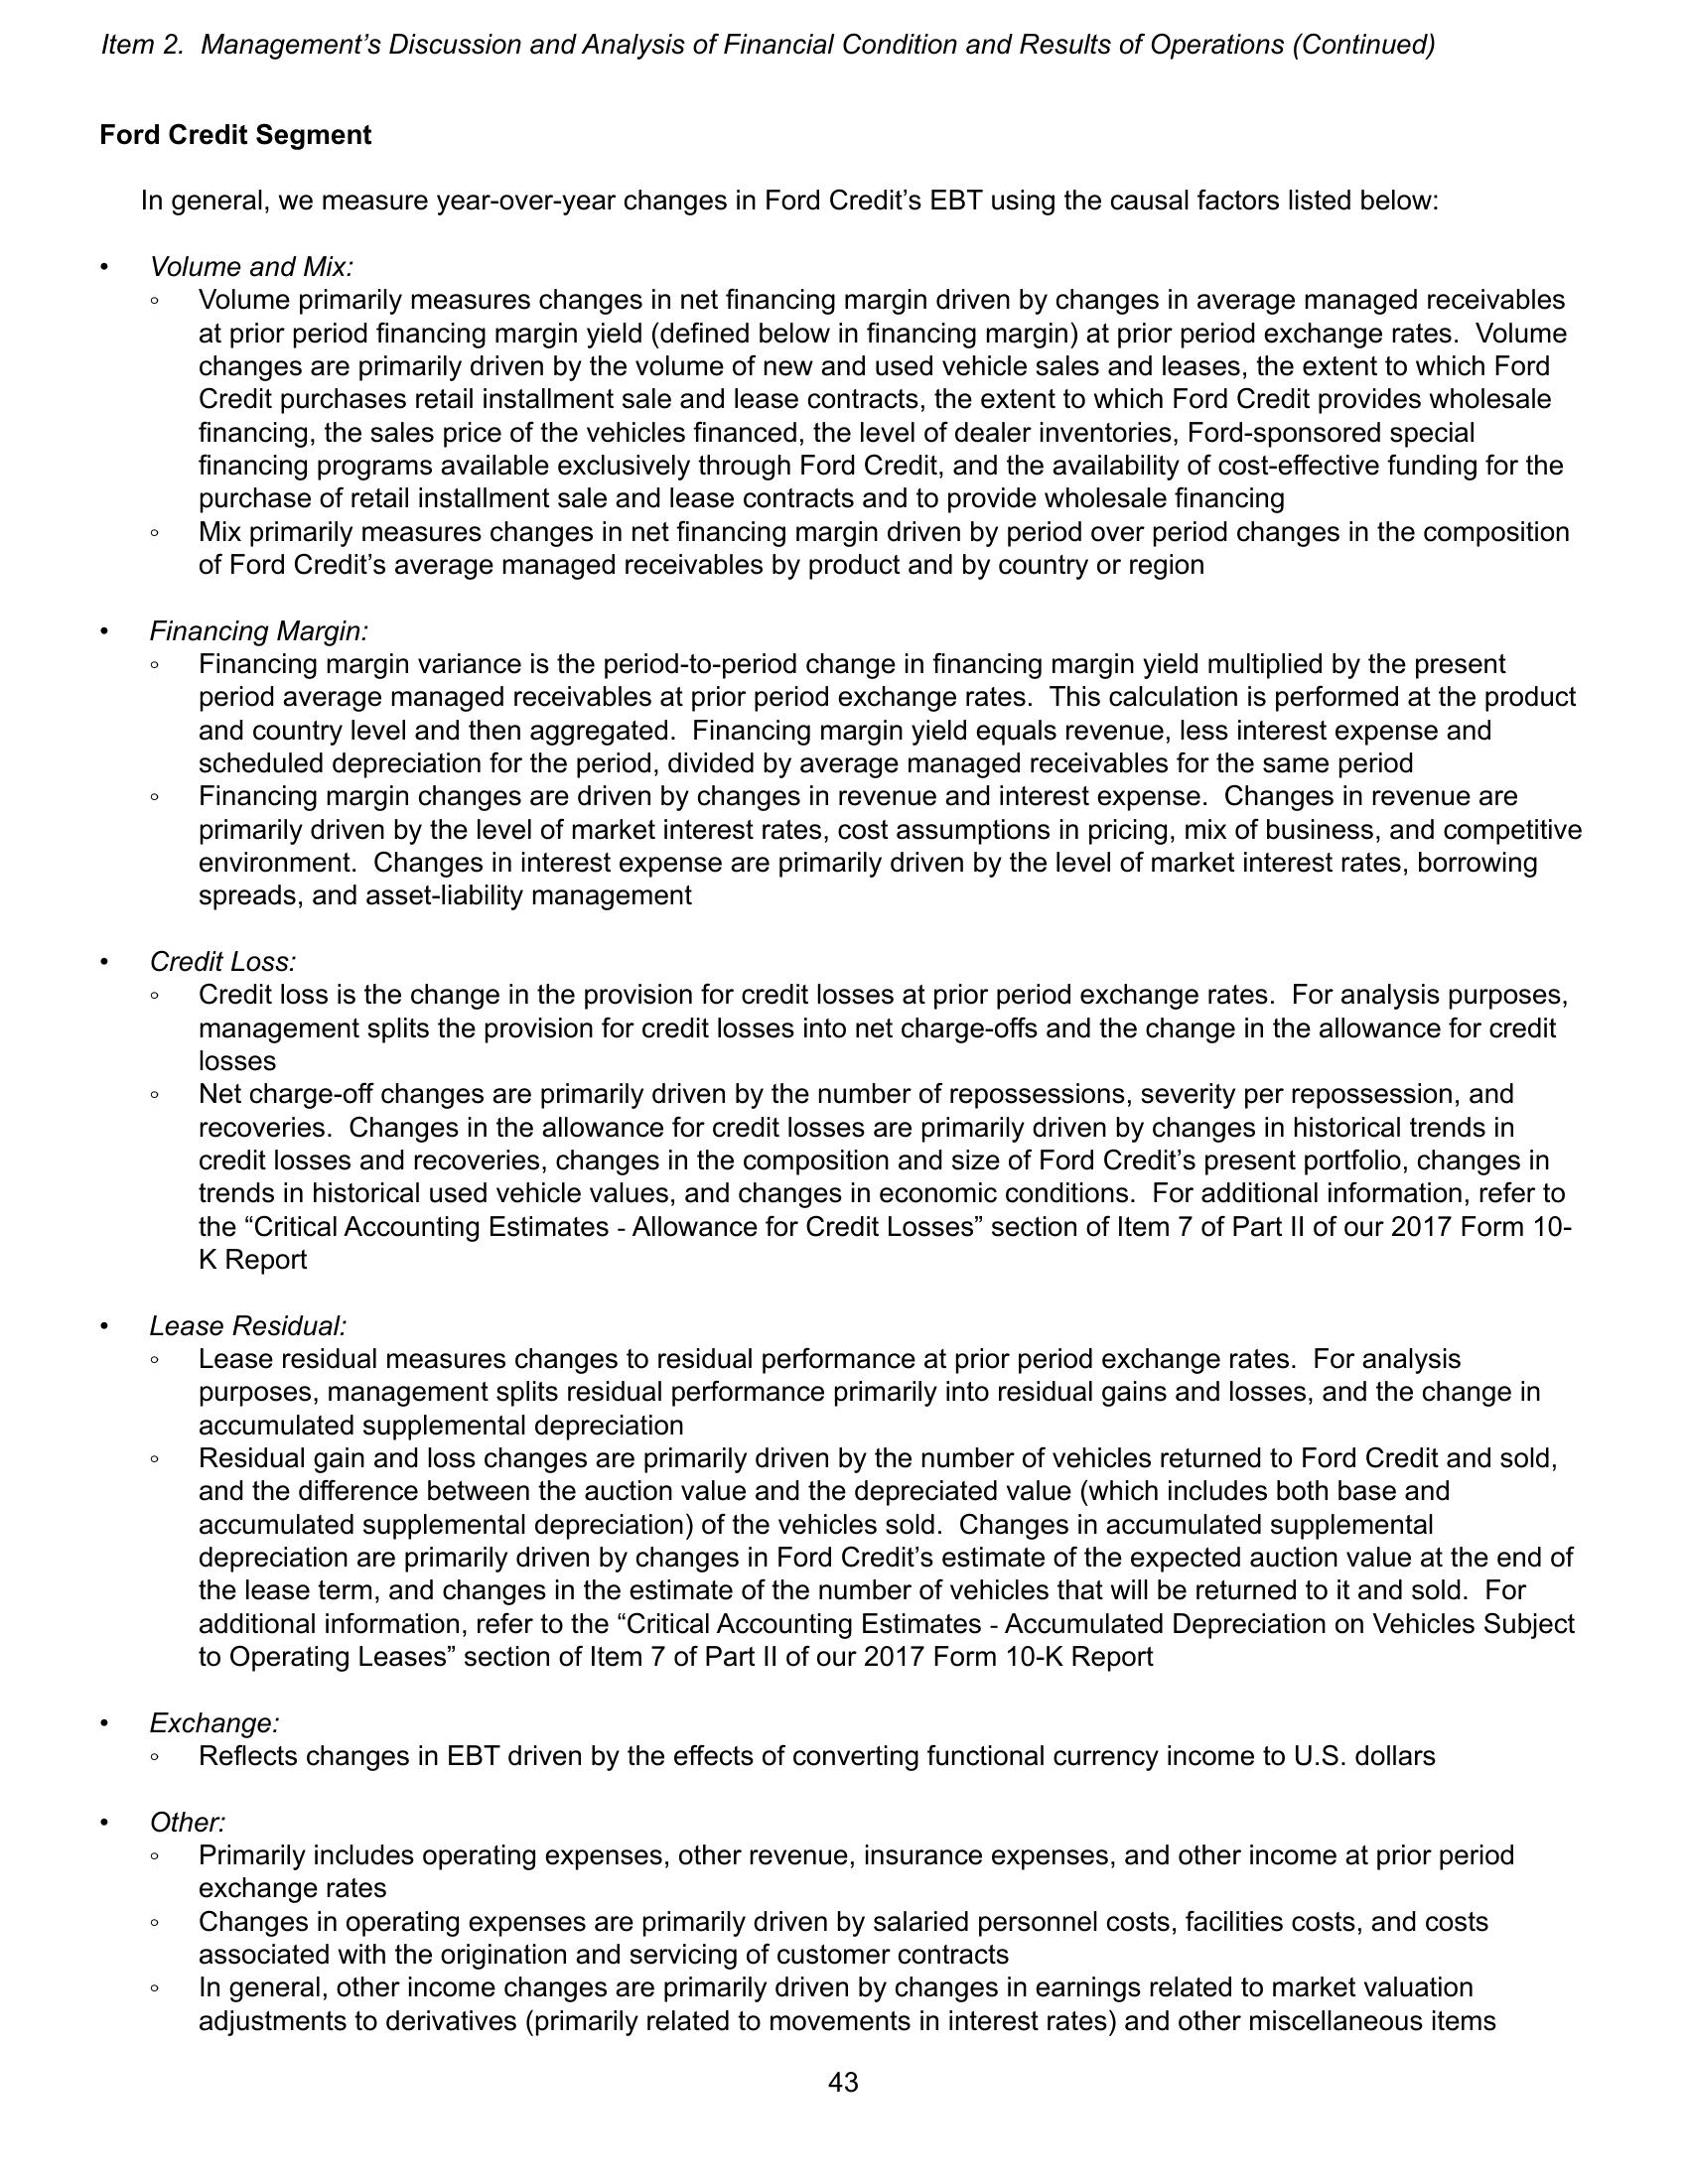 Item 2.  Management’s Discussion and Analysis of Financial Condition and Results of Operations (Continued)
Ford Credit Segment
In general, we measure year-over-year changes in Ford Credit’s EBT using the causal factors listed below:
• Volume and Mix:
◦ Volume primarily measures changes in net financing margin driven by changes in average managed receivables
at prior period financing margin yield (defined below in financing margin) at prior period exchange rates.  Volume
changes are primarily driven by the volume of new and used vehicle sales and leases, the extent to which Ford
Credit purchases retail installment sale and lease contracts, the extent to which Ford Credit provides wholesale
financing, the sales price of the vehicles financed, the level of dealer inventories, Ford-sponsored special
financing programs available exclusively through Ford Credit, and the availability of cost-effective funding for the
purchase of retail installment sale and lease contracts and to provide wholesale financing
◦ Mix primarily measures changes in net financing margin driven by period over period changes in the composition
of Ford Credit’s average managed receivables by product and by country or region
• Financing Margin:
◦ Financing margin variance is the period-to-period change in financing margin yield multiplied by the present
period average managed receivables at prior period exchange rates.  This calculation is performed at the product
and country level and then aggregated.  Financing margin yield equals revenue, less interest expense and
scheduled depreciation for the period, divided by average managed receivables for the same period
◦ Financing margin changes are driven by changes in revenue and interest expense.  Changes in revenue are
primarily driven by the level of market interest rates, cost assumptions in pricing, mix of business, and competitive
environment.  Changes in interest expense are primarily driven by the level of market interest rates, borrowing
spreads, and asset-liability management
• Credit Loss:
◦ Credit loss is the change in the provision for credit losses at prior period exchange rates.  For analysis purposes,
management splits the provision for credit losses into net charge-offs and the change in the allowance for credit
losses
◦ Net charge-off changes are primarily driven by the number of repossessions, severity per repossession, and
recoveries.  Changes in the allowance for credit losses are primarily driven by changes in historical trends in
credit losses and recoveries, changes in the composition and size of Ford Credit’s present portfolio, changes in
trends in historical used vehicle values, and changes in economic conditions.  For additional information, refer to
the “Critical Accounting Estimates - Allowance for Credit Losses” section of Item 7 of Part II of our 2017 Form 10-
K Report
• Lease Residual:
◦ Lease residual measures changes to residual performance at prior period exchange rates.  For analysis
purposes, management splits residual performance primarily into residual gains and losses, and the change in
accumulated supplemental depreciation
◦ Residual gain and loss changes are primarily driven by the number of vehicles returned to Ford Credit and sold,
and the difference between the auction value and the depreciated value (which includes both base and
accumulated supplemental depreciation) of the vehicles sold.  Changes in accumulated supplemental
depreciation are primarily driven by changes in Ford Credit’s estimate of the expected auction value at the end of
the lease term, and changes in the estimate of the number of vehicles that will be returned to it and sold.  For
additional information, refer to the “Critical Accounting Estimates - Accumulated Depreciation on Vehicles Subject
to Operating Leases” section of Item 7 of Part II of our 2017 Form 10-K Report
• Exchange:
◦ Reflects changes in EBT driven by the effects of converting functional currency income to U.S. dollars
• Other:
◦ Primarily includes operating expenses, other revenue, insurance expenses, and other income at prior period
exchange rates
◦ Changes in operating expenses are primarily driven by salaried personnel costs, facilities costs, and costs
associated with the origination and servicing of customer contracts
◦ In general, other income changes are primarily driven by changes in earnings related to market valuation
adjustments to derivatives (primarily related to movements in interest rates) and other miscellaneous items
43